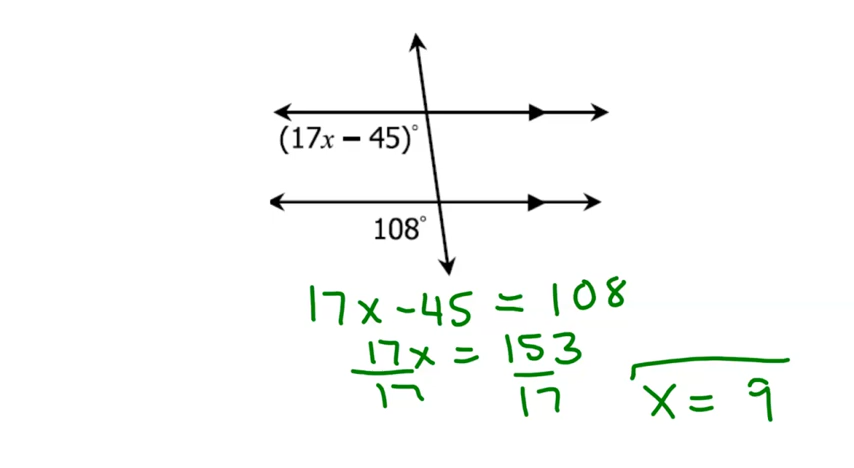 (17x − 45)°
108°
17x - 45 = 108
17x = 153
17 17
x = 9